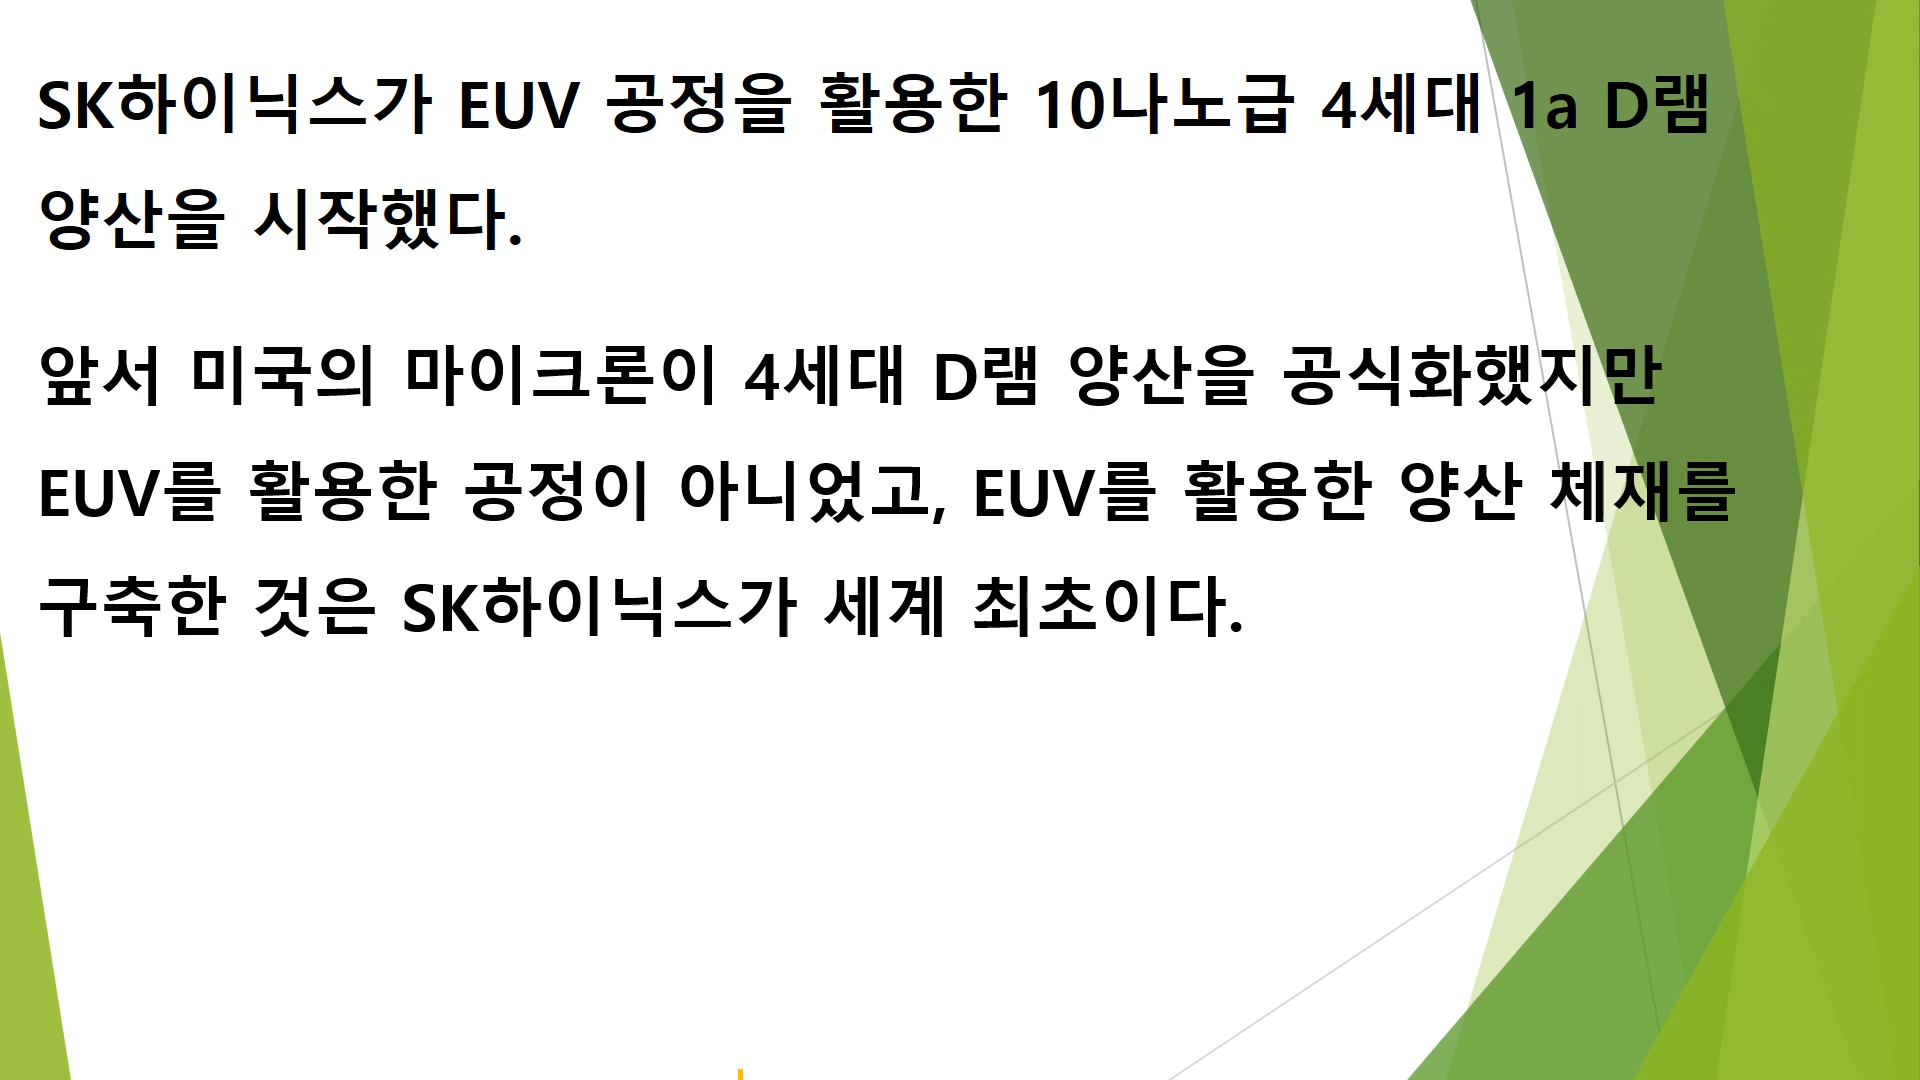 SK하이닉스가 EUV 공정을 활용한 10나노급 4세대 1a D램
양산을 시작했다.
앞서 미국의 마이크론이 4세대 D램 양산을 공식화했지만
EUV를 활용한 공정이 아니었고, EUV를 활용한 양산 체재를
구축한 것은 SK하이닉스가 세계 최초이다.